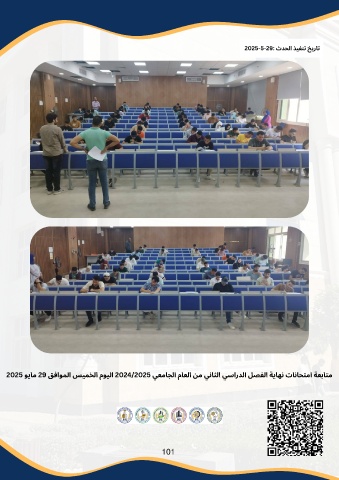 تاريخ تنفيذ الحدث :29-5-2025
متابعة امتحانات نهاية الفصل الدراسي الثاني من العام الجامعي 2024/2025 اليوم الخميس الموافق 29 مايو 2025
101